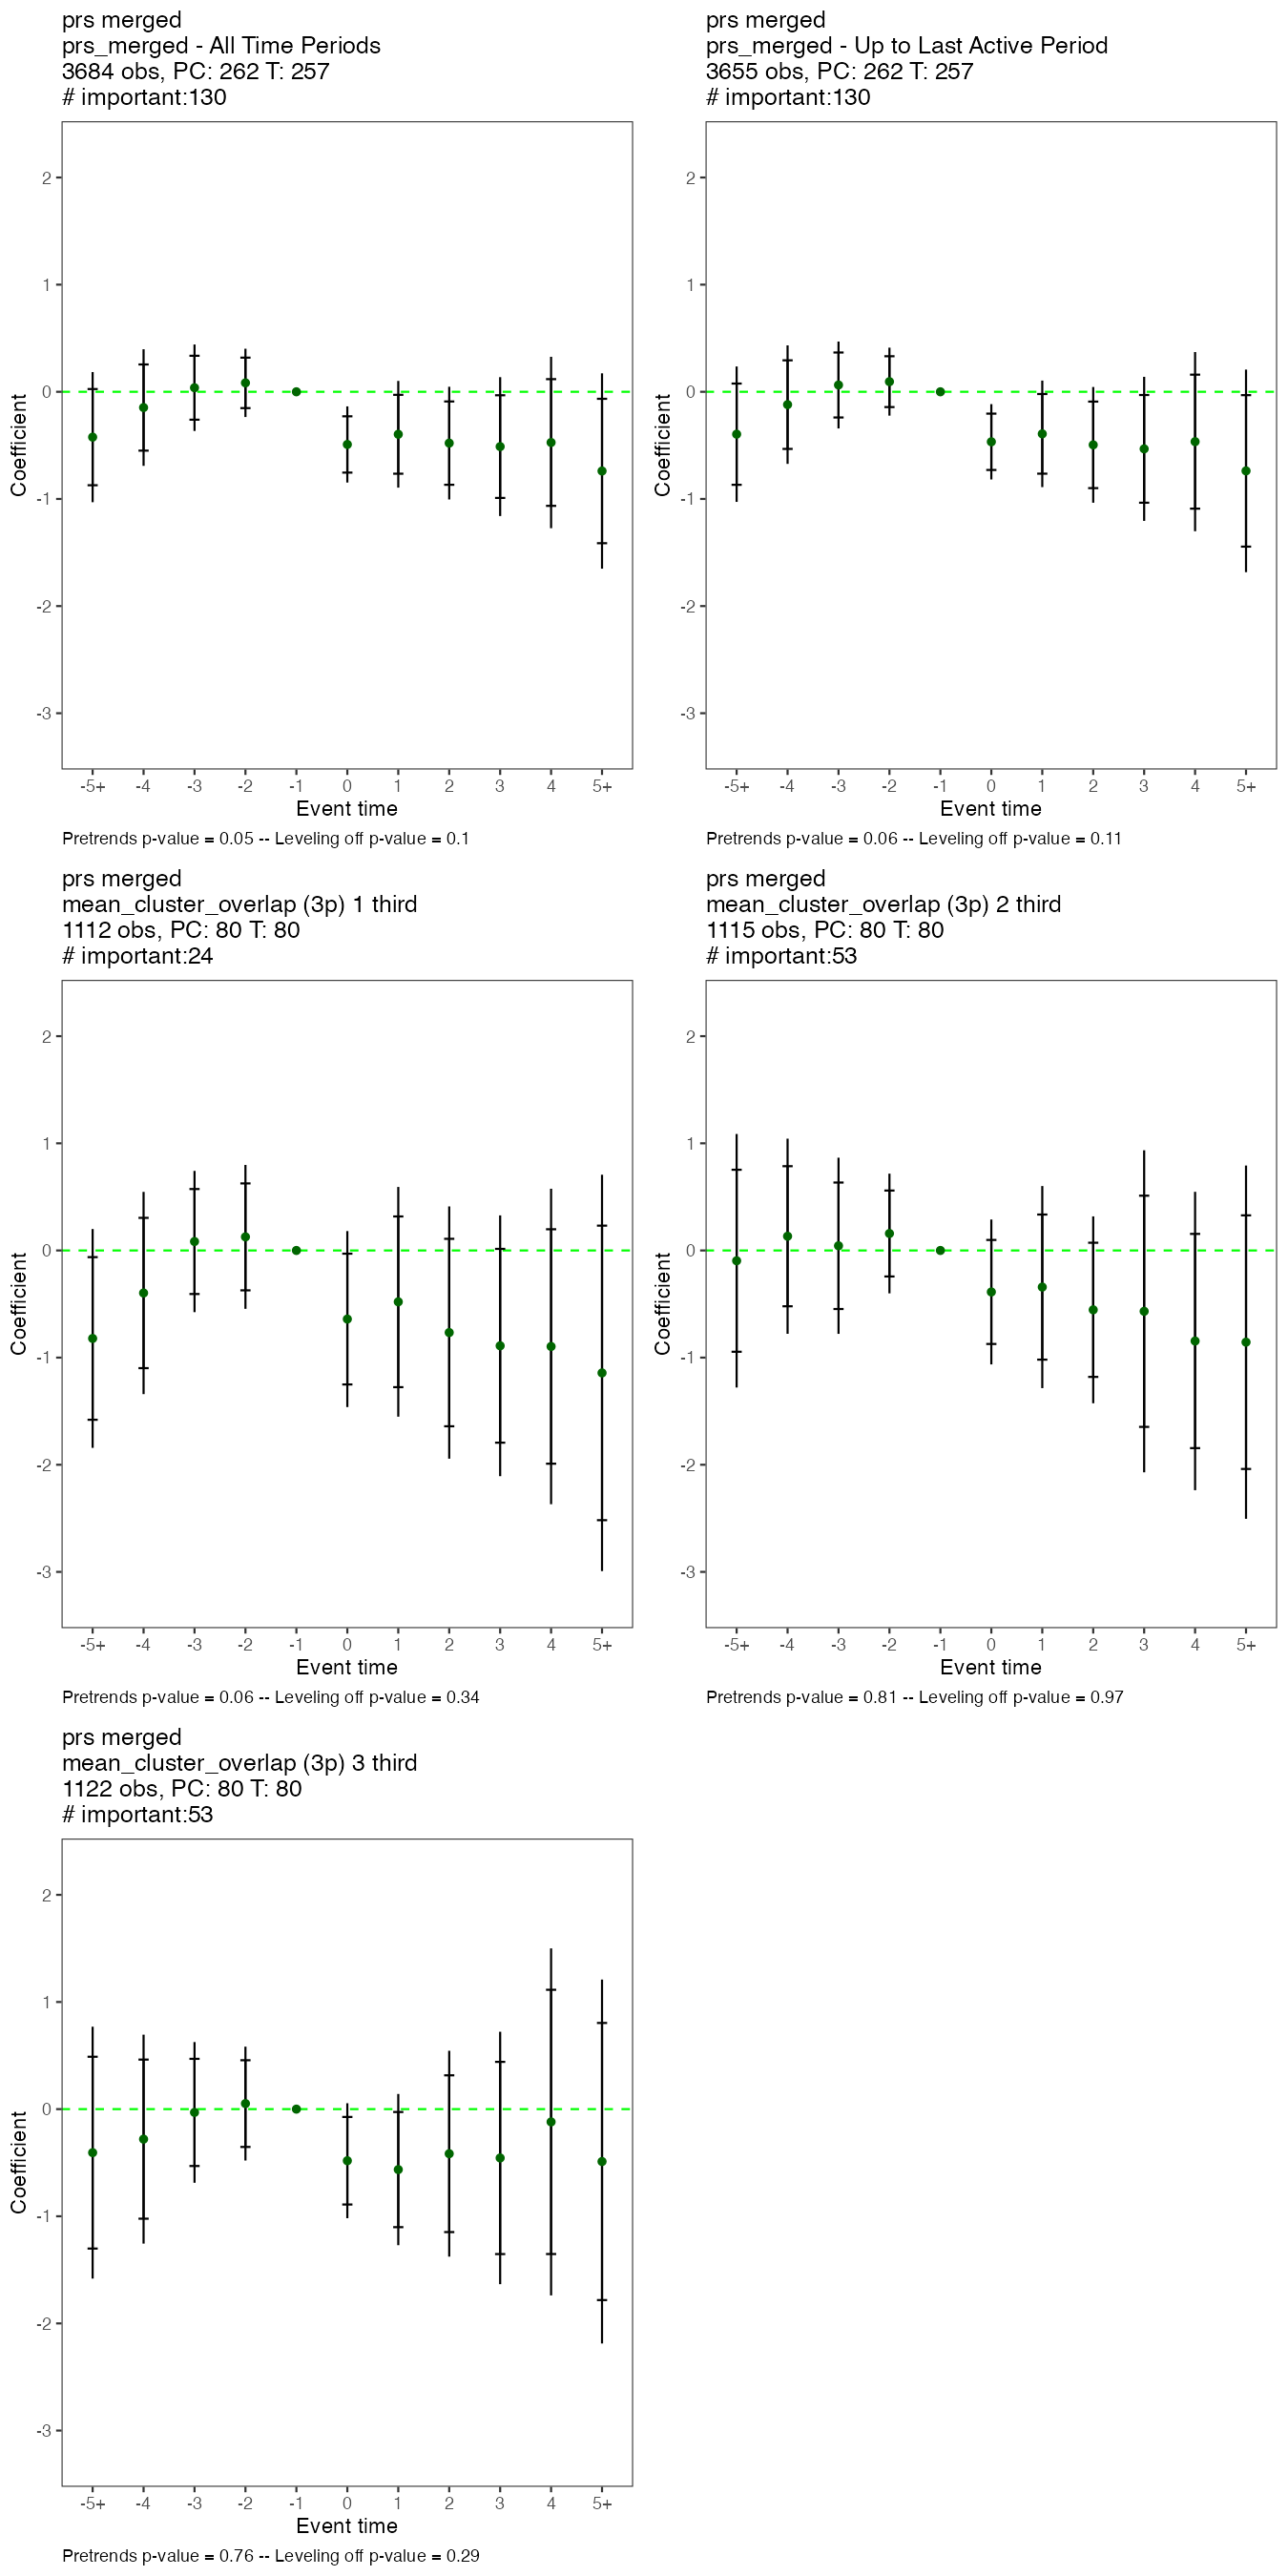 prs merged
prs_merged - All Time Periods
3684 obs, PC: 262 T: 257
# important:130
2
1
0
-1
-2
-3
Coefficient
-5+ -4 -3 -2 -1 0 1 2 3 4 5+
Event time
Pretrends p-value = 0.05 -- Leveling off p-value = 0.1
prs merged
prs_merged - Up to Last Active Period
3655 obs, PC: 262 T: 257
# important:130
2
1
0
-1
-2
-3
Coefficient
-5+ -4 -3 -2 -1 0 1 2 3 4 5+
Event time
Pretrends p-value = 0.06 -- Leveling off p-value = 0.11
prs merged
mean_cluster_overlap (3p) 1 third
1112 obs, PC: 80 T: 80
# important:24
2
1
0
-1
-2
-3
Coefficient
-5+ -4 -3 -2 -1 0 1 2 3 4 5+
Event time
Pretrends p-value = 0.06 -- Leveling off p-value = 0.34
prs merged
mean_cluster_overlap (3p) 2 third
1115 obs, PC: 80 T: 80
# important:53
2
1
0
-1
-2
-3
Coefficient
-5+ -4 -3 -2 -1 0 1 2 3 4 5+
Event time
Pretrends p-value = 0.81 -- Leveling off p-value = 0.97
prs merged
mean_cluster_overlap (3p) 3 third
1122 obs, PC: 80 T: 80
# important:53
2
1
0
-1
-2
-3
Coefficient
-5+ -4 -3 -2 -1 0 1 2 3 4 5+
Event time
Pretrends p-value = 0.76 -- Leveling off p-value = 0.29